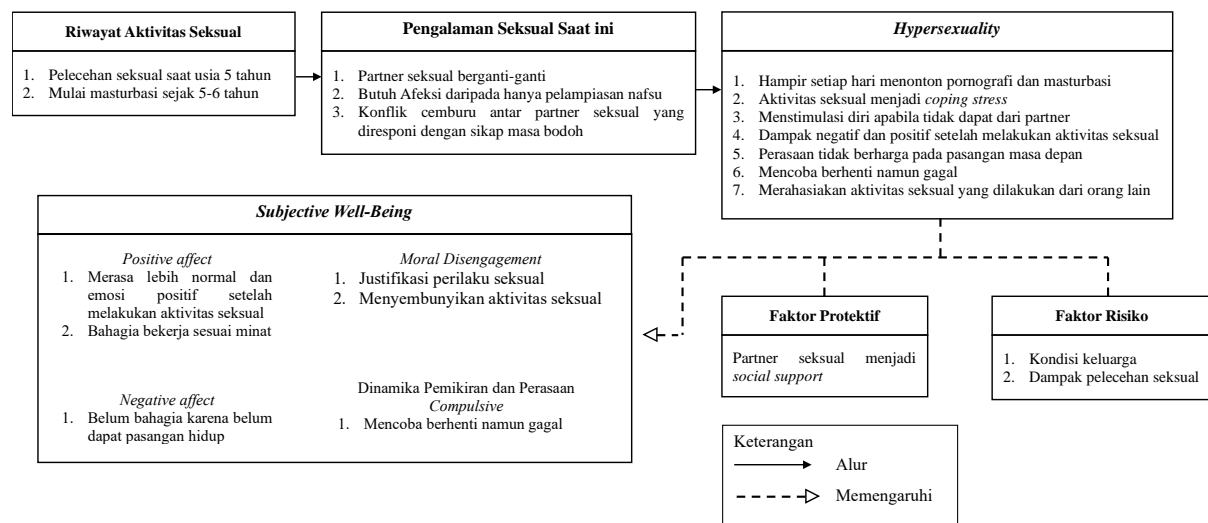 Riwayat Aktivitas Seksual
1. Pelecehan seksual saat usia 5 tahun
2. Mulai masturbasi sejak 5-6 tahun
Pengalaman Seksual Saat ini
1. Partner seksual berganti-ganti
2. Butuh Afeksi daripada hanya pelampiasan nafsu
3. Konflik cemburu antar partner seksual yang
diresponi dengan sikap masa bodoh
Hypersexuality
1. Hampir setiap hari menonton pornografi dan masturbasi
2. Aktivitas seksual menjadi coping stress
3. Menstimulasi diri apabila tidak dapat dari partner
4. Dampak negatif dan positif setelah melakukan aktivitas seksual
5. Perasaan tidak berharga pada pasangan masa depan
6. Mencoba berhenti namun gagal
7. Merahasiakan aktivitas seksual yang dilakukan dari orang lain
Subjective Well-Being
Positive affect
1. Merasa lebih normal dan
emosi positif setelah
melakukan aktivitas seksual
2. Bahagia bekerja sesuai minat
Moral Disengagement
1. Justifikasi perilaku seksual
2. Menyembunyikan aktivitas seksual
Negative affect
1. Belum bahagia karena belum
dapat pasangan hidup
Dinamika Pemikiran dan Perasaan
Compulsive
1. Mencoba berhenti namun gagal
Faktor Protektif
Partner seksual menjadi
social support
Faktor Risiko
1. Kondisi keluarga
2. Dampak pelecehan seksual
Keterangan
Alur
Memengaruhi